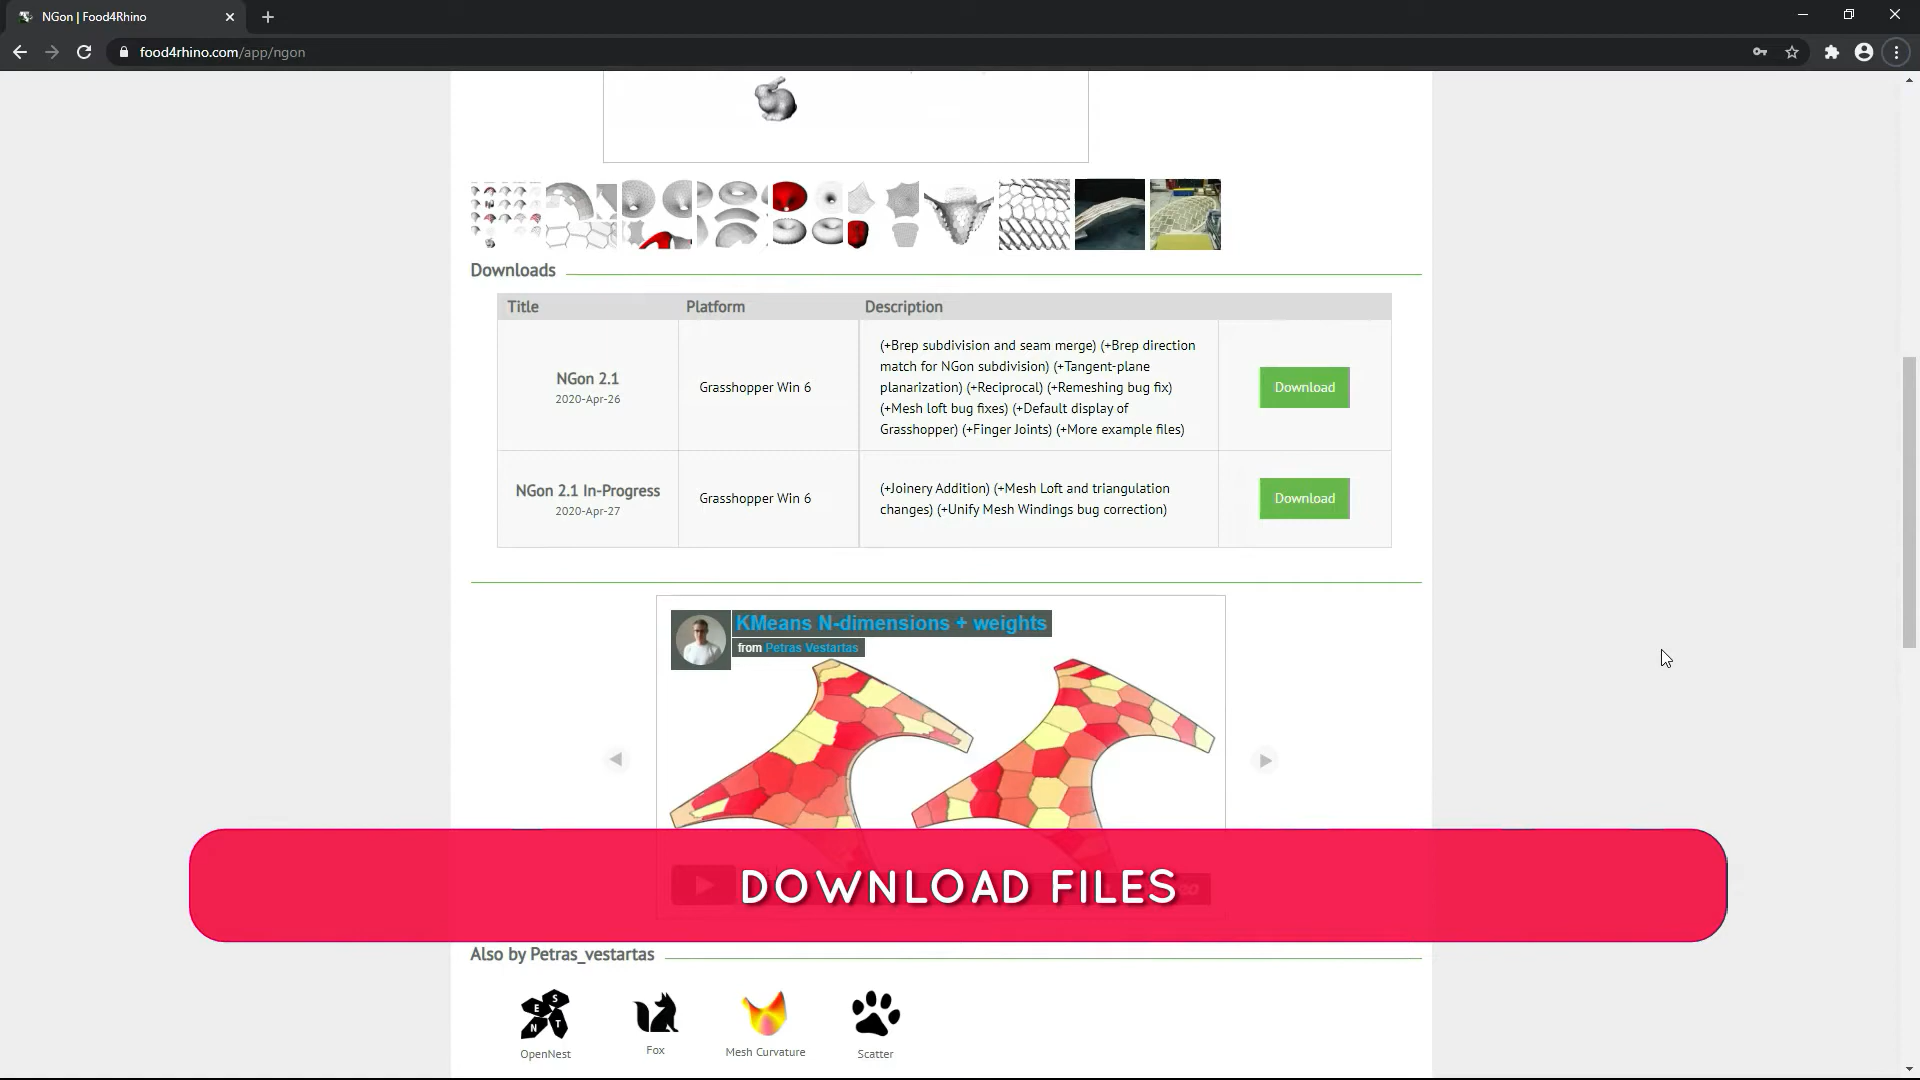 NGon | Food4Rhino
food4rhino.com/app/ngon
Downloads
Title Platform Description
NGon 2.1
2020-Apr-26
Grasshopper Win 6
(+Brep subdivision and seam merge) (+Brep direction
match for NGon subdivision) (+Tangent-plane
planarization) (+Reciprocal) (+Remeshing bug fix)
(+Mesh loft bug fixes) (+Default display of
Grasshopper) (+Finger Joints) (+More example files)
Download
NGon 2.1 In-Progress
2020-Apr-27
Grasshopper Win 6
(+Joinery Addition) (+Mesh Loft and triangulation
changes) (+Unify Mesh Windings bug correction)
Download
KMeans N-dimensions + weights
from Petras Vestartas
DOWNLOAD FILES
Also by Petras_vestartas
NEST
OpenNest
Fox
Mesh Curvature
Scatter